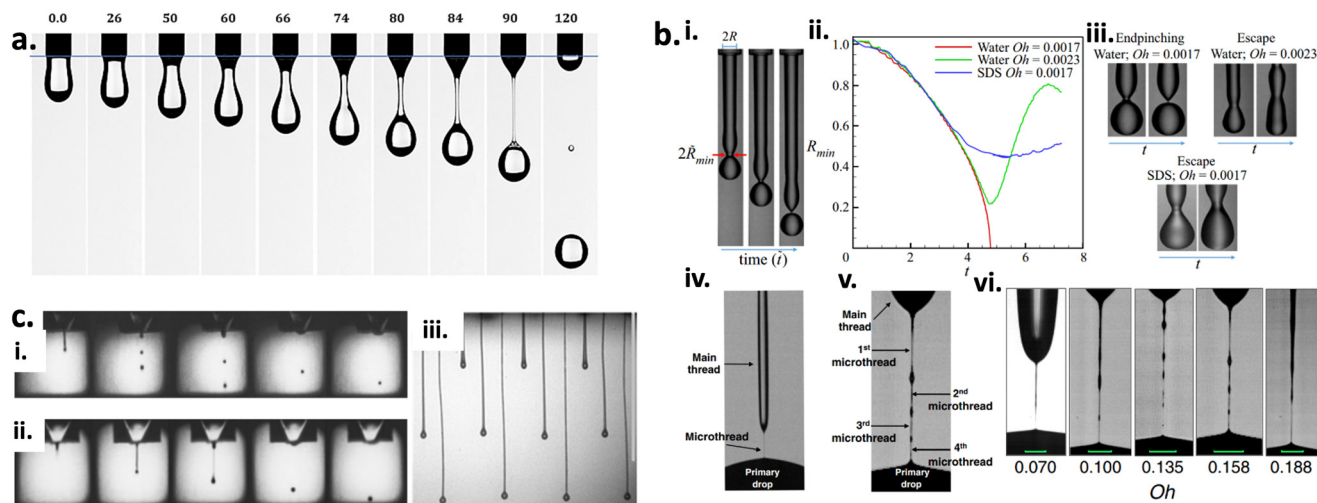 0.0 26 50 60 66 74 80 84 90 120
a.
b. i.
2R
2R̃min
time (t̃)
ii.
Water Oh = 0.0017
Water Oh = 0.0023
SDS Oh = 0.0017
1.0
0.8
0.6
0.4
0.2
Rmin
0 2 4 6 8
t
iii.
Endpinching
Water; Oh = 0.0017
t
Escape
Water; Oh = 0.0023
t
Escape
SDS; Oh = 0.0017
t
c.
i.
ii.
iii.
iv.
Main
thread
Microthread
Primary
drop
v.
Main
thread
1st
microthread
2nd
microthread
3rd
microthread
4th
microthread
Primary
drop
vi.
0.070 0.100 0.135 0.158 0.188
Oh